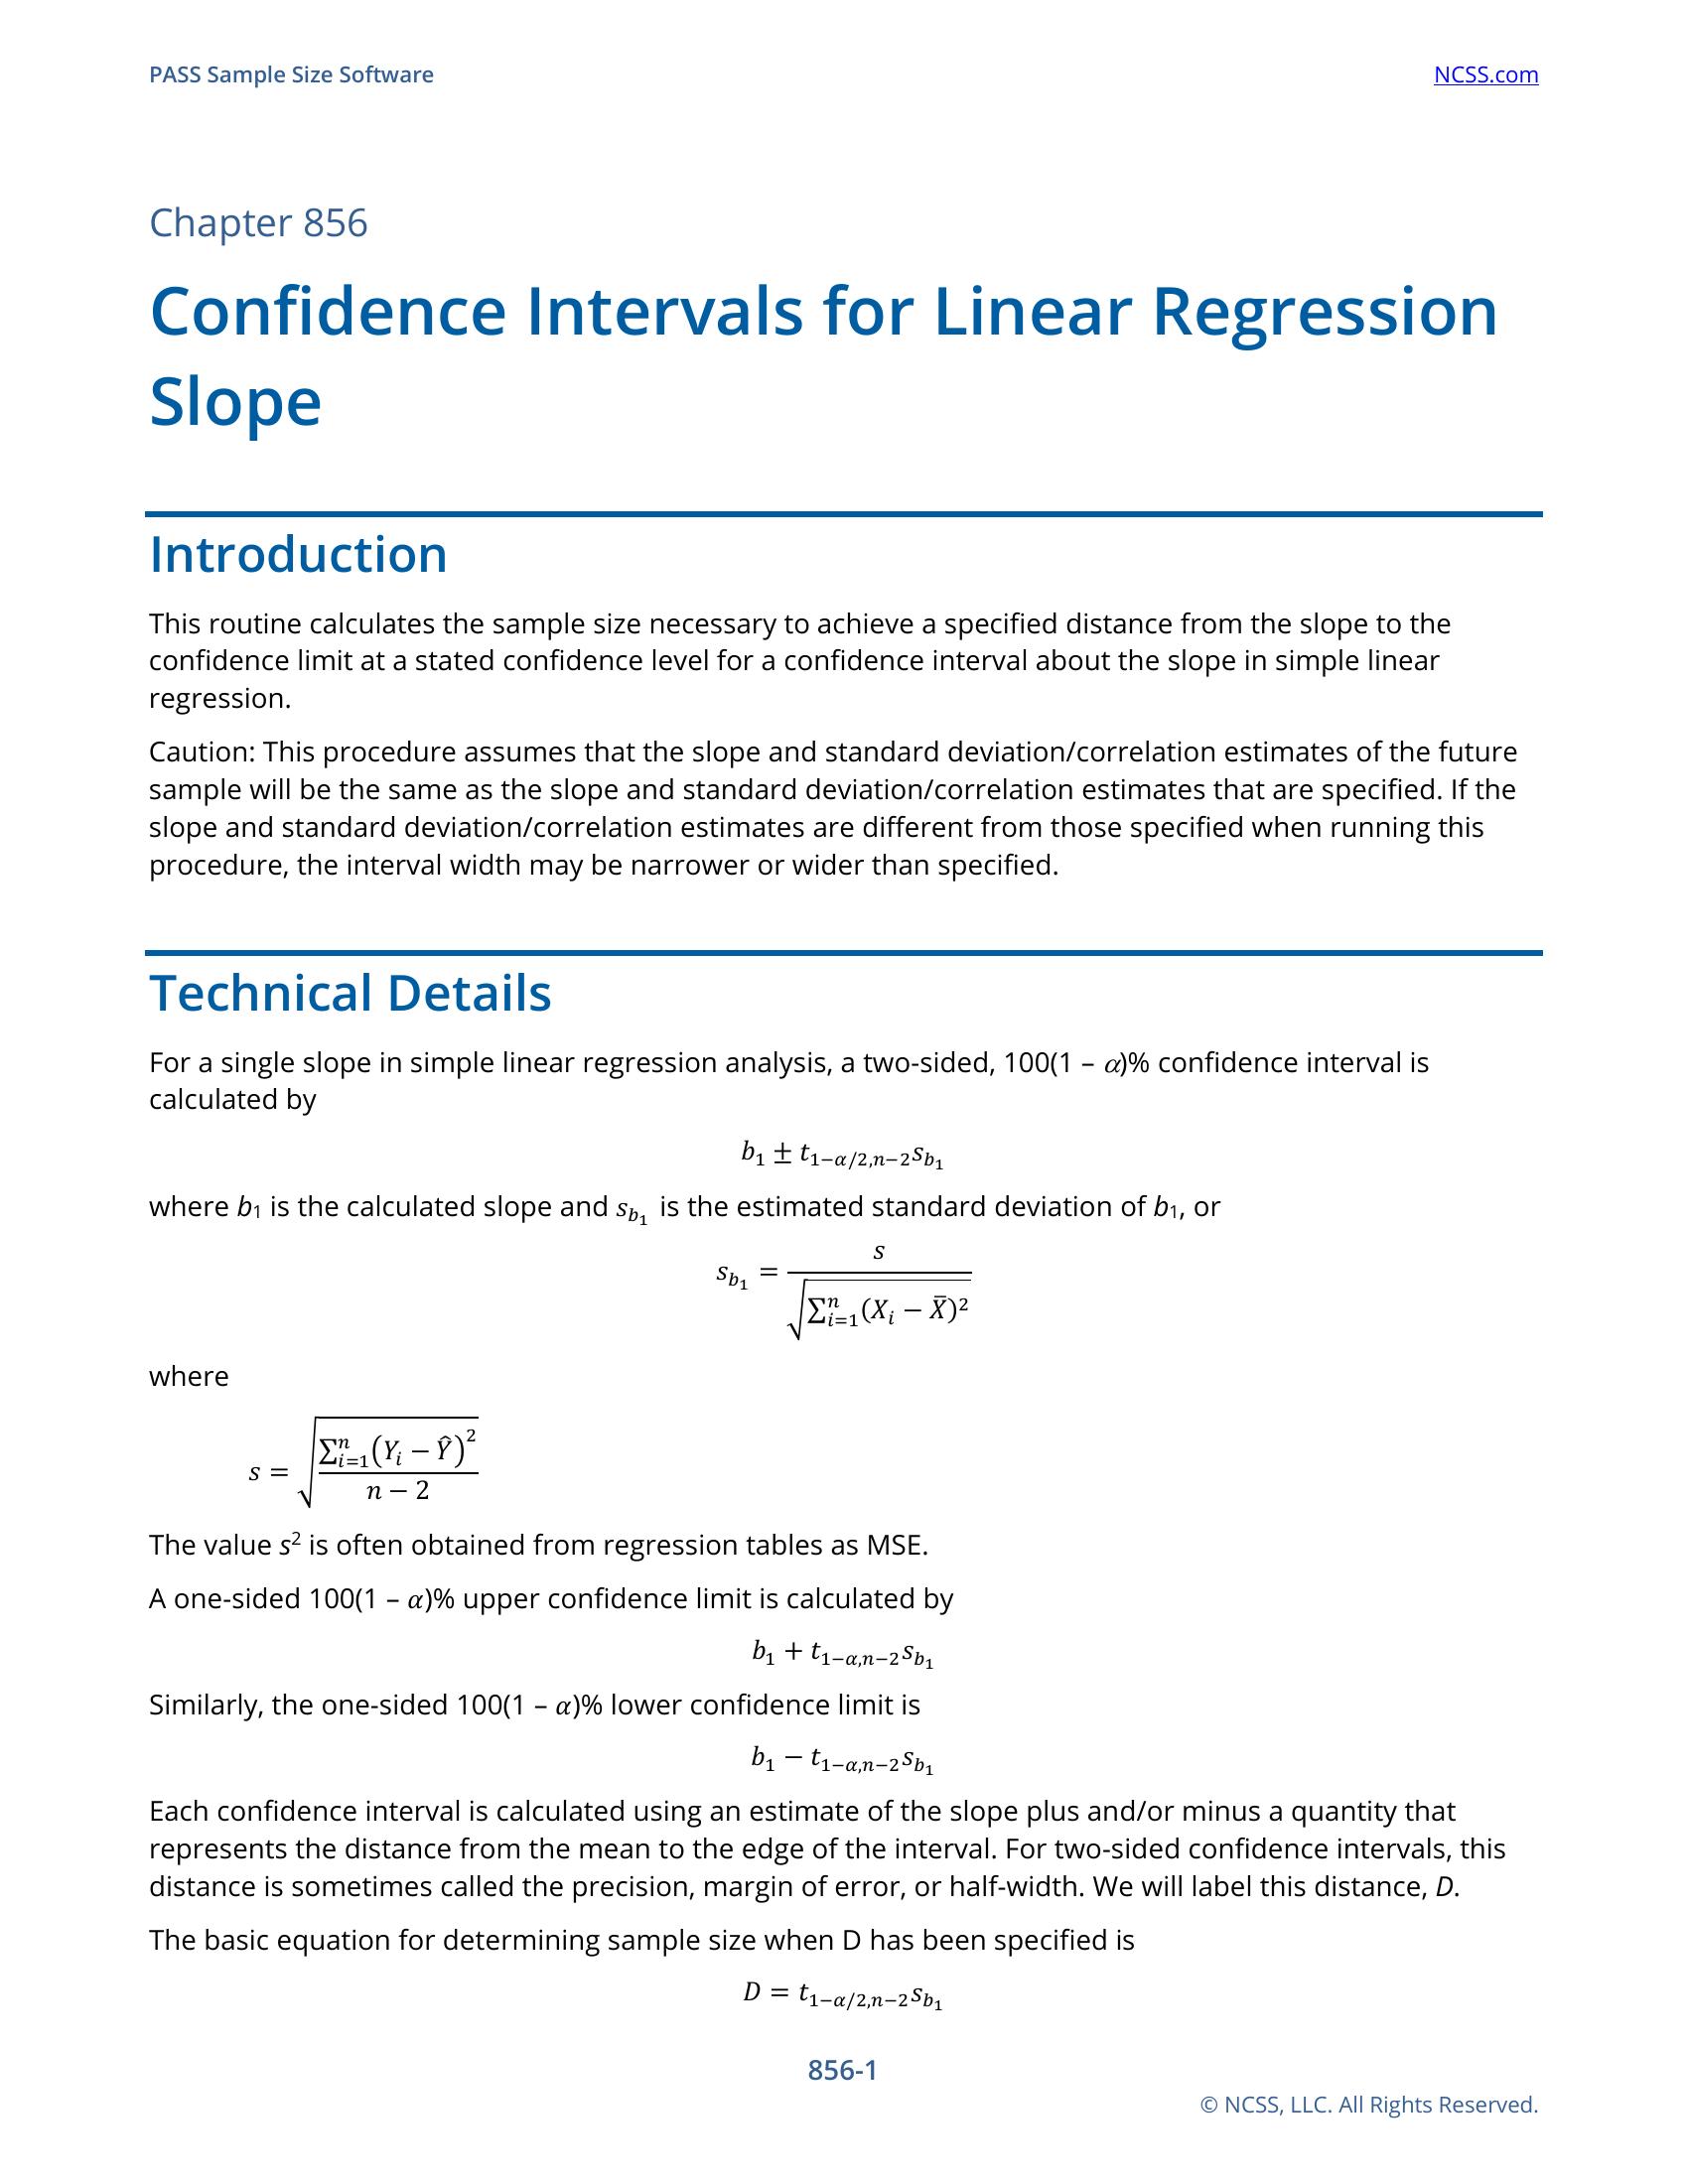 PASS Sample Size Software NCSS.com
Chapter 856
Confidence Intervals for Linear Regression
Slope
Introduction
This routine calculates the sample size necessary to achieve a specified distance from the slope to the
confidence limit at a stated confidence level for a confidence interval about the slope in simple linear
regression.
Caution: This procedure assumes that the slope and standard deviation/correlation estimates of the future
sample will be the same as the slope and standard deviation/correlation estimates that are specified. If the
slope and standard deviation/correlation estimates are different from those specified when running this
procedure, the interval width may be narrower or wider than specified.
Technical Details
For a single slope in simple linear regression analysis, a two-sided, 100(1 – α)% confidence interval is
calculated by
$b_1 \pm t_{1-\alpha/2,n-2}s_{b_1}$
where $b_1$ is the calculated slope and $s_{b_1}$ is the estimated standard deviation of $b_1$, or
$s_{b_1} = \frac{s}{\sqrt{\sum_{i=1}^{n}(X_i - \bar{X})^2}}$
where
$s = \sqrt{\frac{\sum_{i=1}^{n}(Y_i - \hat{Y})^2}{n-2}}$
The value $s^2$ is often obtained from regression tables as MSE.
A one-sided 100(1 – α)% upper confidence limit is calculated by
$b_1 + t_{1-\alpha,n-2}s_{b_1}$
Similarly, the one-sided 100(1 – α)% lower confidence limit is
$b_1 - t_{1-\alpha,n-2}s_{b_1}$
Each confidence interval is calculated using an estimate of the slope plus and/or minus a quantity that
represents the distance from the mean to the edge of the interval. For two-sided confidence intervals, this
distance is sometimes called the precision, margin of error, or half-width. We will label this distance, D.
The basic equation for determining sample size when D has been specified is
$D = t_{1-\alpha/2,n-2}s_{b_1}$
856-1
© NCSS, LLC. All Rights Reserved.